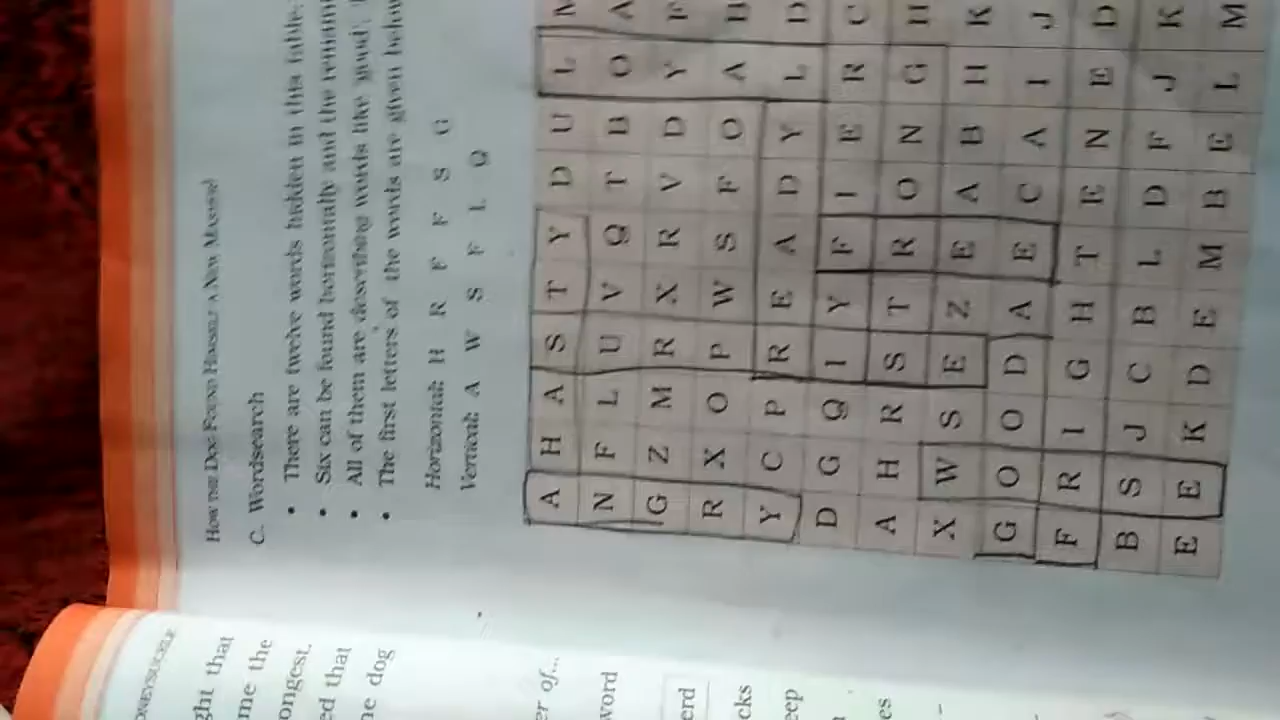 HOW THE DOG FOUND HIMSELF A NEW MASTER!
C. Wordsearch
• There are twelve words hidden in this table.
• Six can be found horizontally and the
• All of them are describing words like 'good',
• The first letters of the words are given below
Horizontal: H R F F S G
Vertical: A W S F L Q
A H A S T Y D U L M
N F L U V Q T B O A
G Z M R X R V D Y F
R X O P W S F O A B
Y C P R E A D Y L D
D G Q I Y F I E R C
A H R S T R O N G H
X W S E Z E A B H K
G O O D A E C A I J
F R I G H T E N E D
B S J C B L D F J K
E E K D E M B E L M
ONEYSUCKLE
ght that
me the
ongest.
ed that
he dog
er of...
word
erd
cks
eep
es